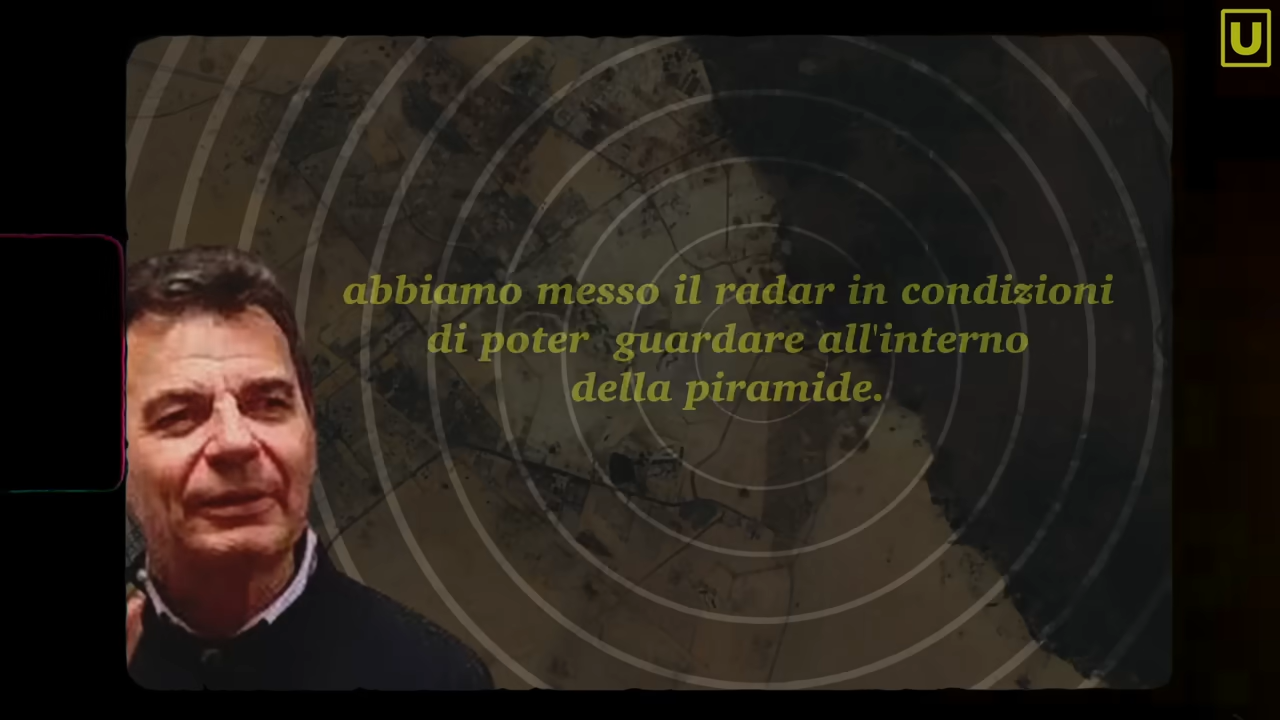 U
abbiamo messo il radar in condizioni
di poter  guardare all'interno
della piramide.